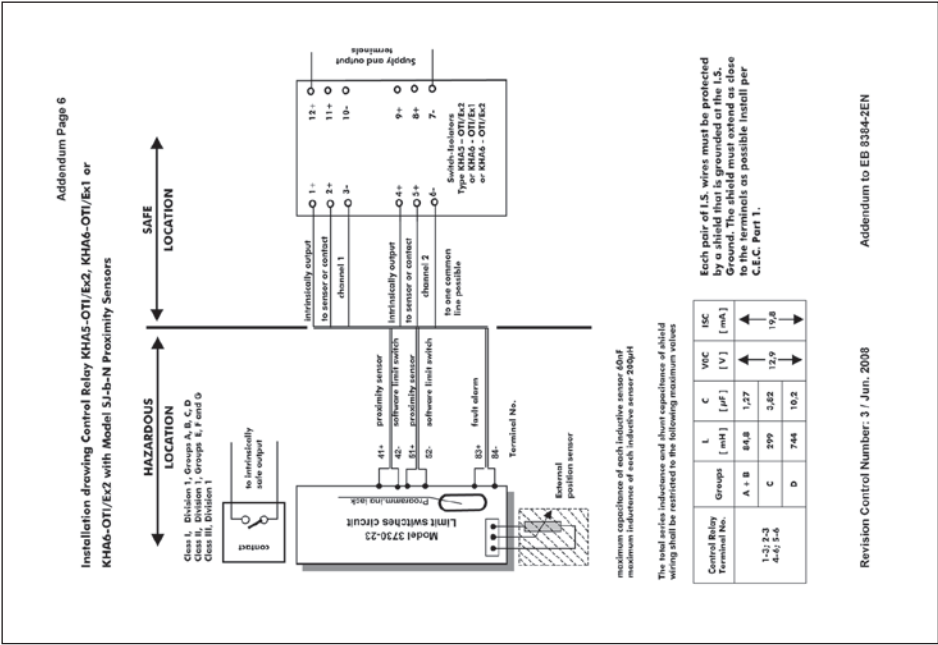 Addendum Page 6
Installation drawing Control Relay KHA5-OTI/Ex2, KHA6-OTI/Ex1 or
KHA6-OTI/Ex2 with Model SJ-b-N Proximity Sensors
HAZARDOUS
LOCATION
SAFE
LOCATION
Class I, Division 1, Groups A, B, C, D
Class II, Division 1, Groups E, F and G
Class III, Division 1
contact
to intrinsically
safe output
Model 3730-23
Limit switches circuit
Programming jack
41+
42-
51+
52-
83+
84-
proximity sensor
software limit switch
proximity sensor
software limit switch
fault alarm
Terminal No.
External
position sensor
intrinsically output
to sensor or contact
channel 1
intrinsically output
to sensor or contact
channel 2
to one common
line possible
1+
2+
3-
4+
5+
6-
12+
11+
10-
9+
8+
7-
Switch-Isolators
Type KHA5 - OTI/Ex2
or KHA6 - OTI/Ex1
or KHA6 - OTI/Ex2
Supply and output
terminals
maximum capacitance of each inductive sensor 60nF
maximum inductance of each inductive sensor 200µH
The total series inductance and shunt capacitance of shield
wiring shall be restricted to the following maximum values
Control Relay
Terminal No.
Groups
L
[ mH ]
C
[ µF ]
V0C
[ V ]
ISC
[ mA ]
1-3; 2-3
4-6; 5-6
A + B
84,8
1,27
C
299
3,82
12,9
19,8
D
744
10,2
Each pair of I.S. wires must be protected
by a shield that is grounded at the I.S.
Ground. The shield must extend as close
to the terminals as possible Install per
C.E.C. Part 1.
Revision Control Number: 3 / Jun. 2008
Addendum to EB 8384-2EN